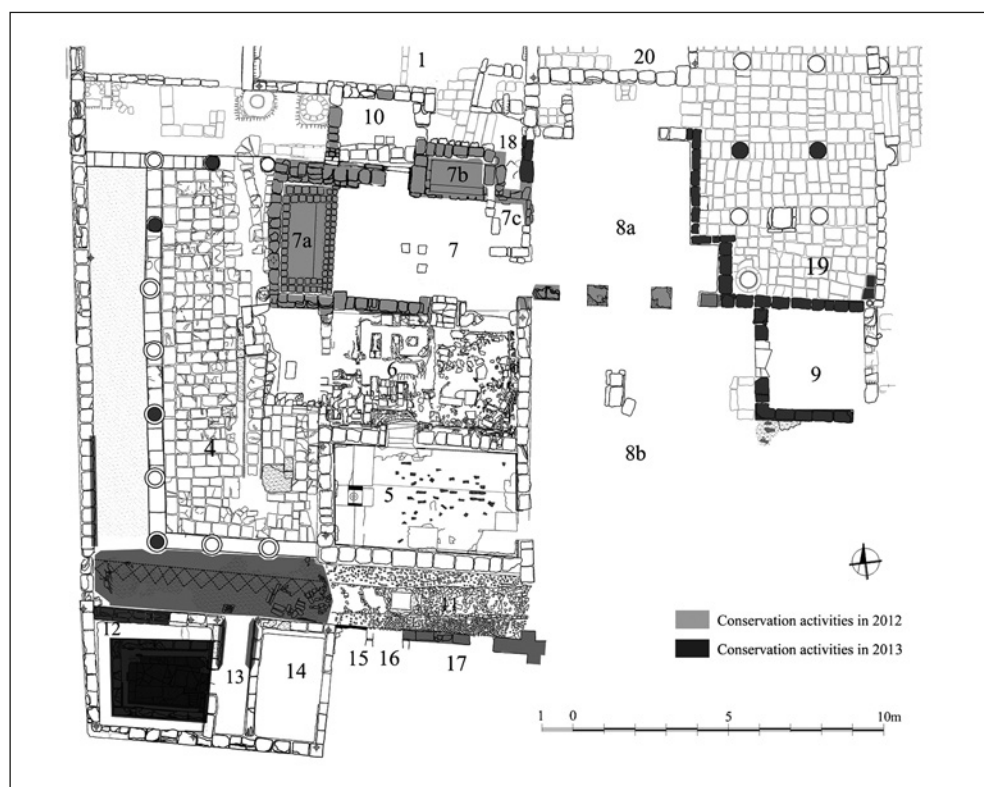 1
20
10
18
7b
7c
7a
7
8a
19
6
9
4
8b
5
11
Conservation activities in 2012
12
Conservation activities in 2013
15
16
17
13
14
1 0 5 10m